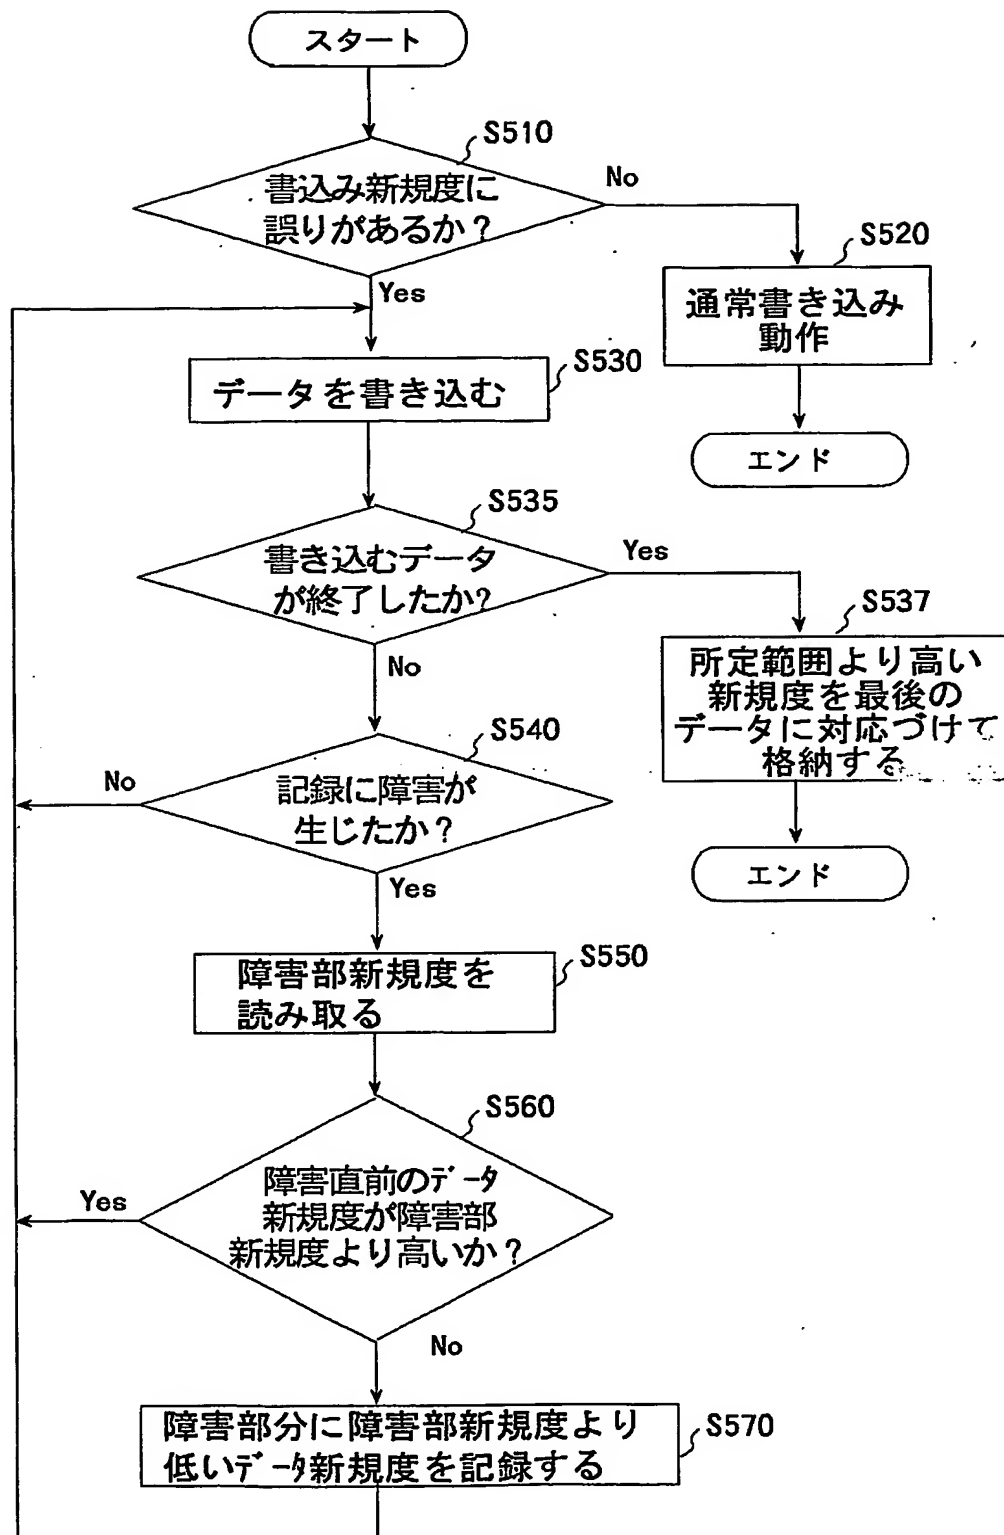 スタート
S510
書込み新規度に
誤りがあるか?
No
Yes
S520
通常書き込み
動作
エンド
S530
データを書き込む
S535
書き込むデータ
が終了したか?
Yes
No
S537
所定範囲より高い
新規度を最後の
データに対応づけて
格納する
エンド
S540
記録に障害が
生じたか?
No
Yes
S550
障害部新規度を
読み取る
S560
障害直前のデータ
新規度が障害部
新規度より高いか?
Yes
No
S570
障害部分に障害部新規度より
低いデータ新規度を記録する